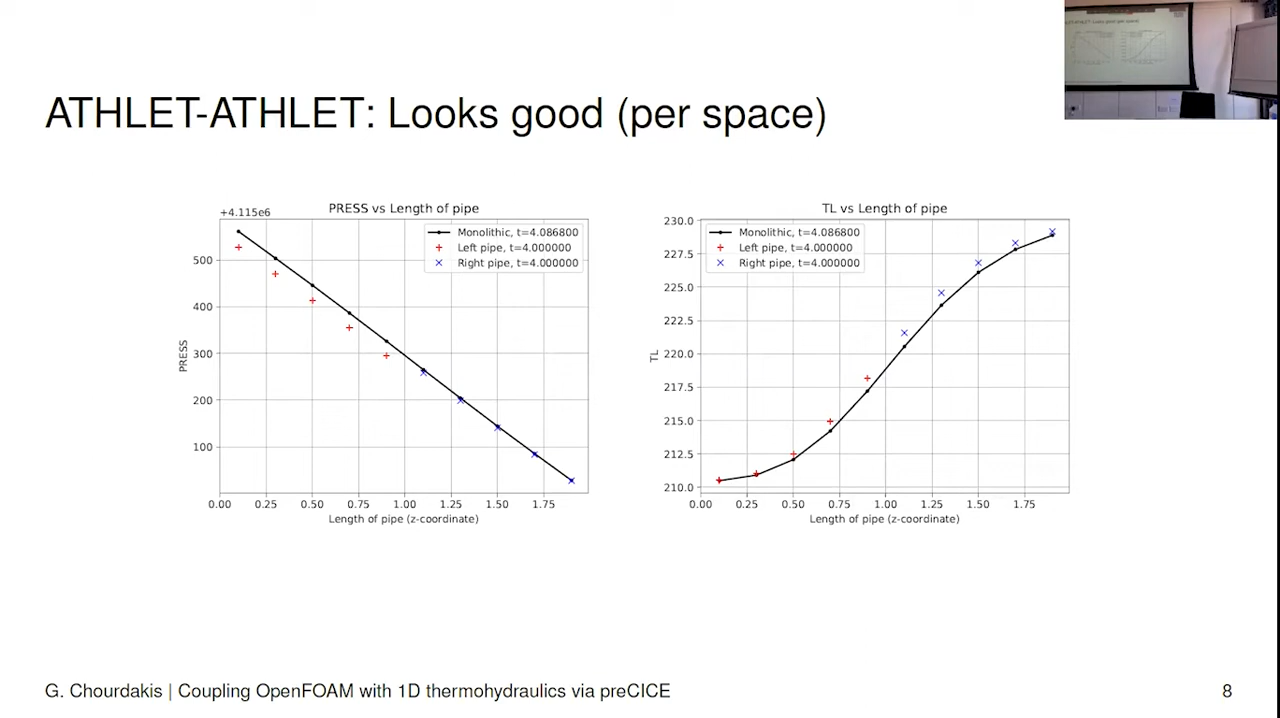 ATHLET-ATHLET: Looks good (per space)
+4.115e6
PRESS vs Length of pipe
Monolithic, t=4.086800
Left pipe, t=4.000000
Right pipe, t=4.000000
500
400
300
200
100
PRESS
0.00 0.25 0.50 0.75 1.00 1.25 1.50 1.75
Length of pipe (z-coordinate)
TL vs Length of pipe
Monolithic, t=4.086800
Left pipe, t=4.000000
Right pipe, t=4.000000
230.0
227.5
225.0
222.5
220.0
217.5
215.0
212.5
210.0
TL
0.00 0.25 0.50 0.75 1.00 1.25 1.50 1.75
Length of pipe (z-coordinate)
G. Chourdakis | Coupling OpenFOAM with 1D thermohydraulics via preCICE
8